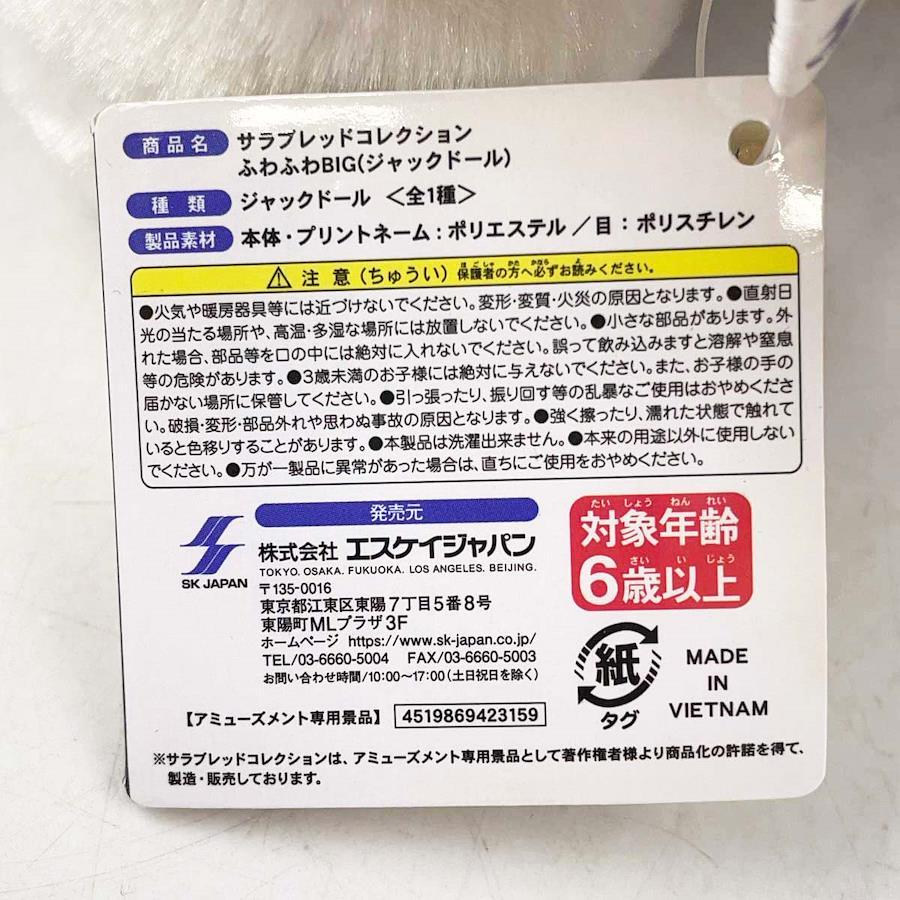 商品名 サラブレッドコレクション
ふわふわBIG(ジャックドール)
種類 ジャックドール <全1種>
製品素材 本体・プリントネーム:ポリエステル/目:ポリスチレン
注意(ちゅうい)保護者の方へ必ずお読みください。
●火気や暖房器具等には近づけないでください。変形・変質・火災の原因となります。●直射日
光の当たる場所や、高温・多湿な場所には放置しないでください。●小さな部品があります。外
れた場合、部品等を口の中には絶対に入れないでください。誤って飲み込みますと溶解や窒息
等の危険があります。●3歳未満のお子様には絶対に与えないでください。また、お子様の手の
届かない場所に保管してください。●引っ張ったり、振り回す等の乱暴なご使用はおやめくださ
い。破損・変形・部品外れや思わぬ事故の原因となります。●強く擦ったり、濡れた状態で触れて
いると色移りすることがあります。●本製品は洗濯出来ません。●本来の用途以外に使用しない
でください。●万が一製品に異常があった場合は、直ちにご使用をおやめください。
発売元
SK JAPAN
株式会社 エスケイジャパン
TOKYO. OSAKA. FUKUOKA. LOS ANGELES. BEIJING.
〒135-0016
東京都江東区東陽7丁目5番8号
東陽町MLプラザ3F
ホームページ https://www.sk-japan.co.jp/
TEL/03-6660-5004 FAX/03-6660-5003
お問い合わせ時間/10:00~17:00(土日祝日を除く)
たいしょうねんれい
対象年齢
さいいじょう
6歳以上
紙
タグ
MADE
IN
VIETNAM
【アミューズメント専用景品】 4519869423159
※サラブレッドコレクションは、アミューズメント専用景品として著作権者様より商品化の許諾を得て、
製造・販売しております。